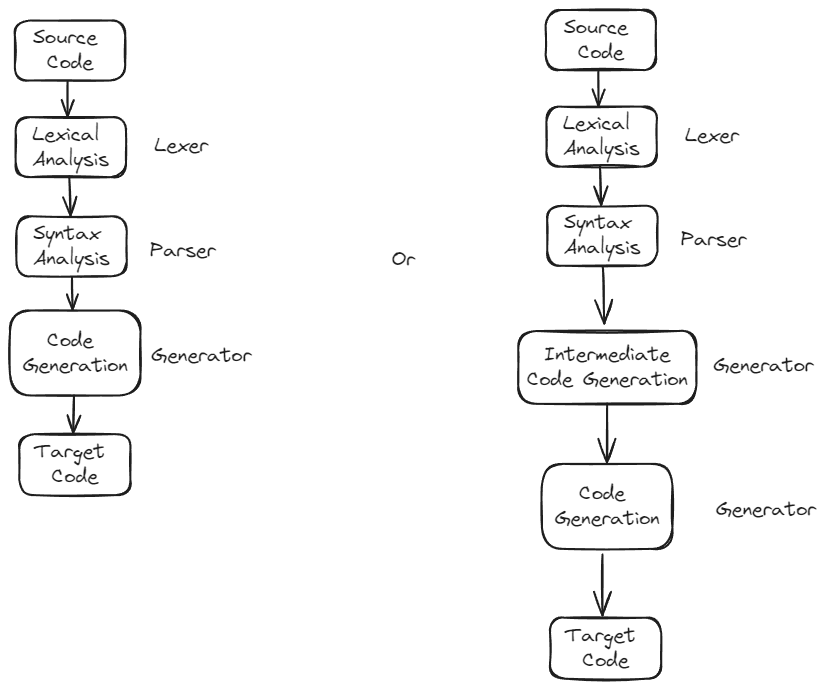 Source
Code
Lexical
Analysis
Lexer
Syntax
Analysis
Parser
Code
Generation
Generator
Target
Code
Or
Source
Code
Lexical
Analysis
Lexer
Syntax
Analysis
Parser
Intermediate
Code Generation
Generator
Code
Generation
Generator
Target
Code